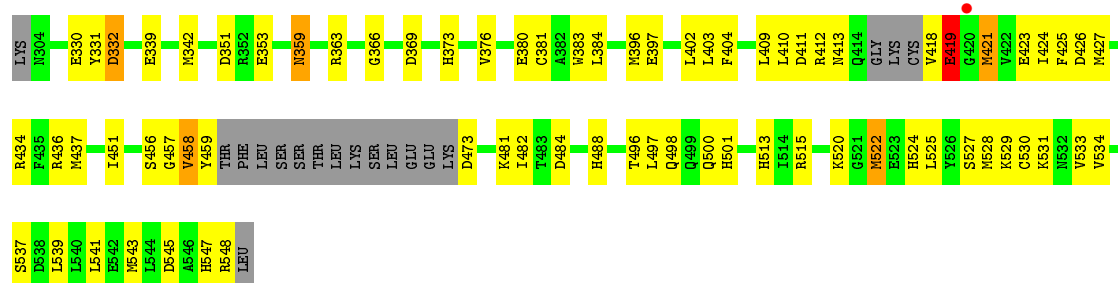 LYS N304 E330 Y331 D332 E339 M342 D351 R352 E353 N359 R363 G366 D369 H373 V376 E380 C381 A382 W383 L384 M396 E397 L402 L403 F404 L409 L410 D411 R412 N413 Q414 GLY LYS CYS V418 E419 G420 M421 V422 E423 I424 F425 D426 M427
R434 F435 R436 M437 I451 S456 G457 V458 Y459 THR PHE LEU SER SER THR LEU LYS SER LEU GLU GLU LYS D473 K481 I482 T483 D484 H488 T496 L497 Q498 Q499 Q500 H501 H513 I514 R515 K520 G521 M522 E523 H524 L525 Y526 S527 M528 K529 C530 K531 N532 V533 V534
S537 D538 L539 L540 L541 E542 M543 L544 D545 A546 H547 R548 LEU